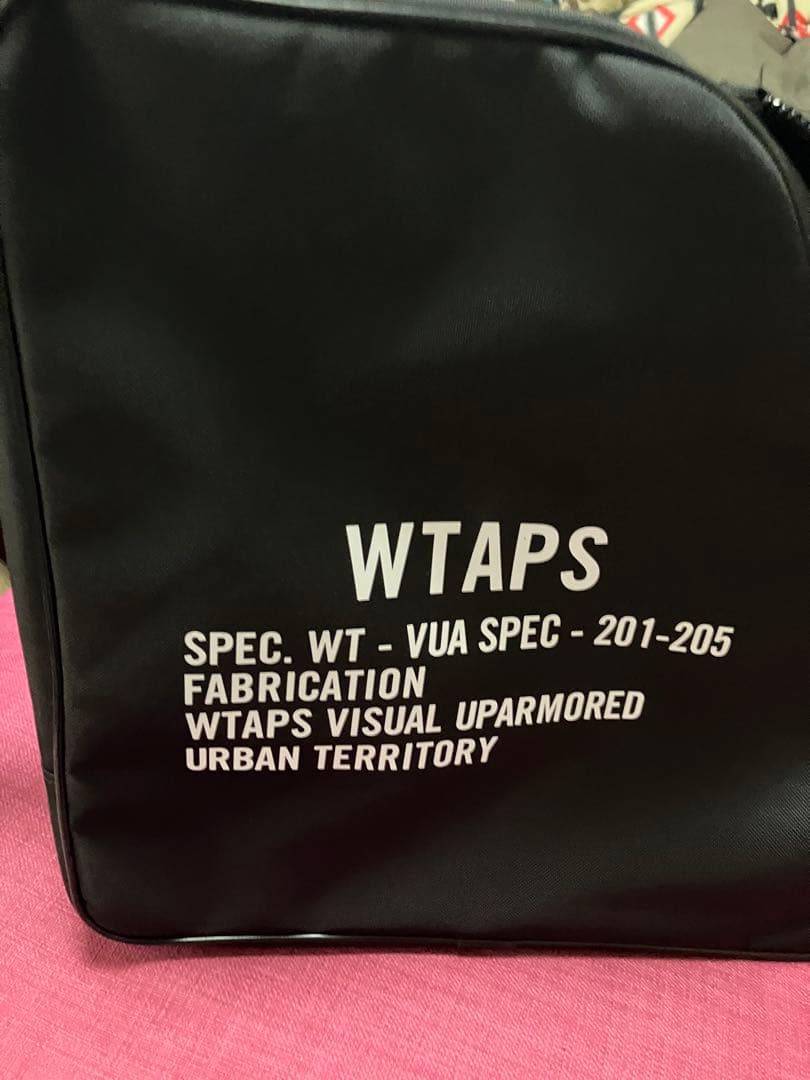 WTAPS
SPEC. WT - VUA SPEC - 201-205
FABRICATION
WTAPS VISUAL UPARMORED
URBAN TERRITORY